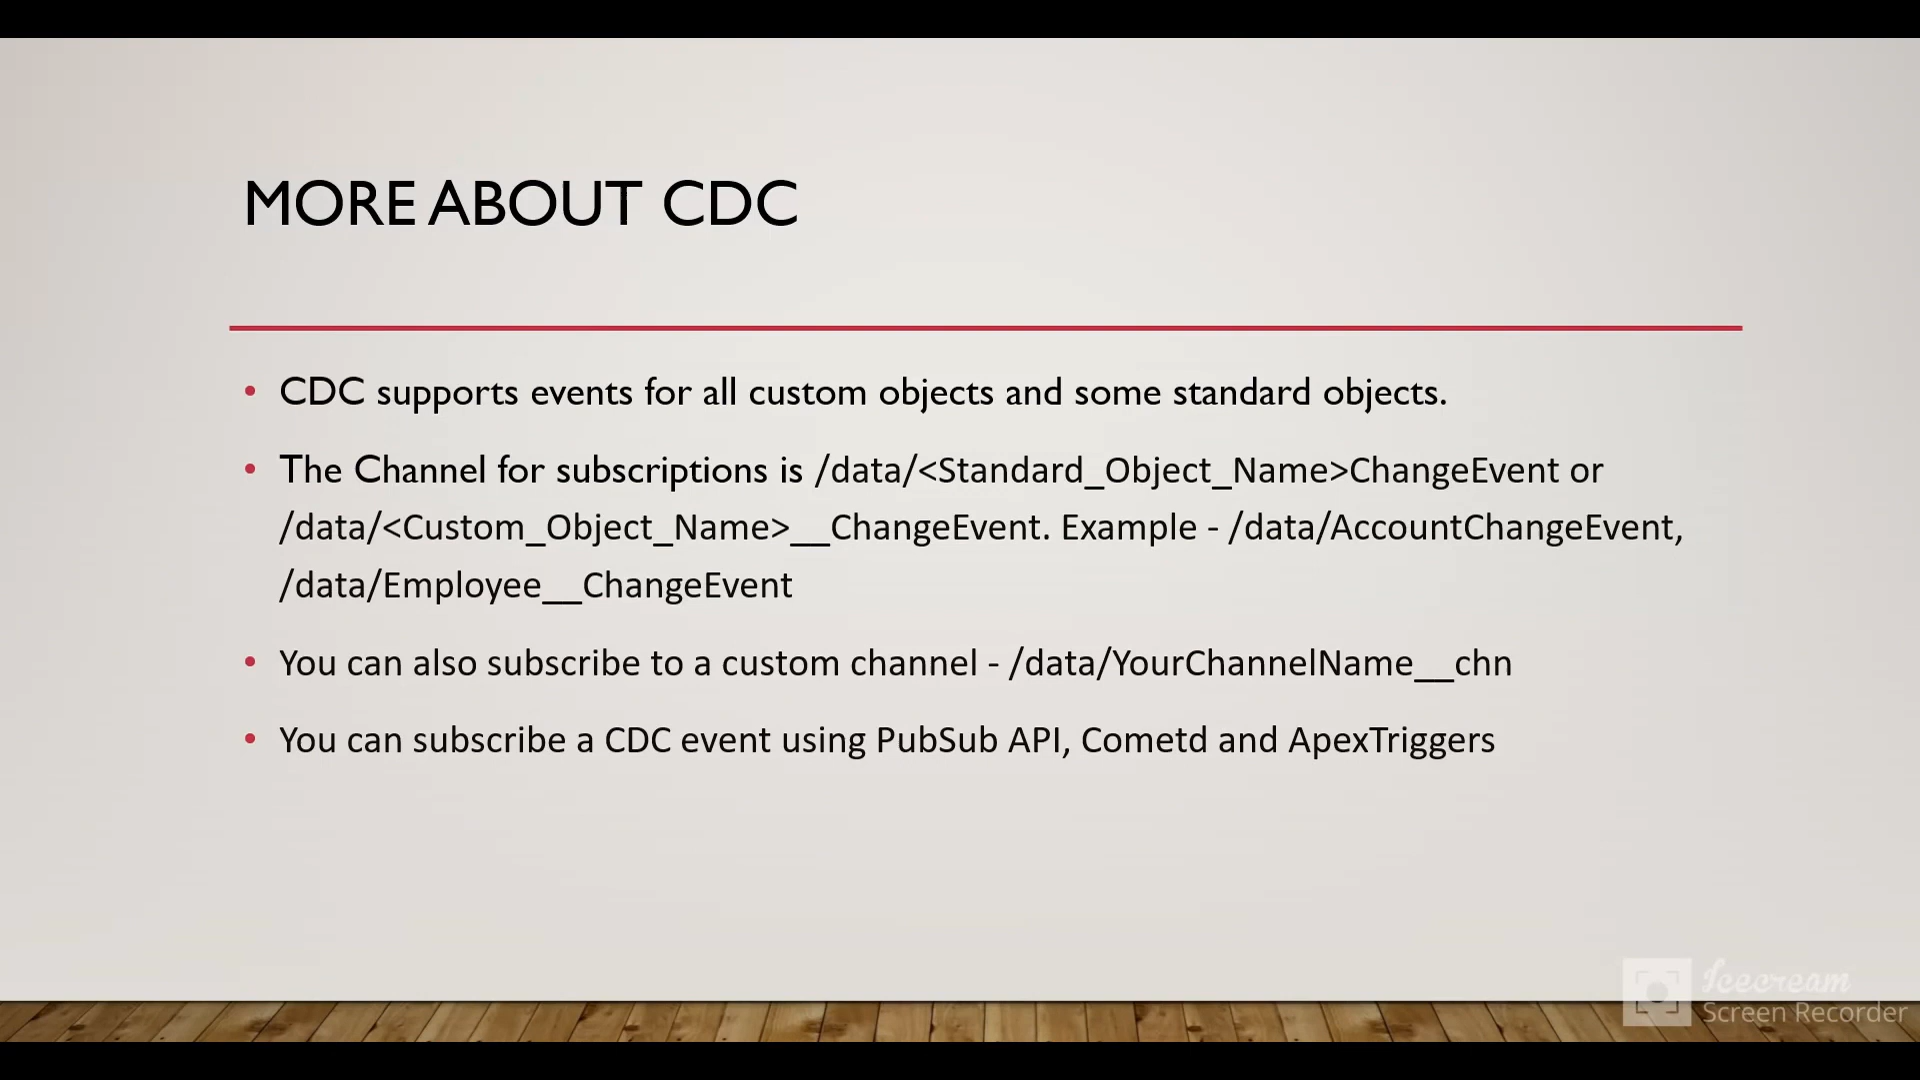 MORE ABOUT CDC
• CDC supports events for all custom objects and some standard objects.
• The Channel for subscriptions is /data/<Standard_Object_Name>ChangeEvent or
/data/<Custom_Object_Name>__ChangeEvent. Example - /data/AccountChangeEvent,
/data/Employee__ChangeEvent
• You can also subscribe to a custom channel - /data/YourChannelName__chn
• You can subscribe a CDC event using PubSub API, Cometd and ApexTriggers
Icecream
Screen Recorder